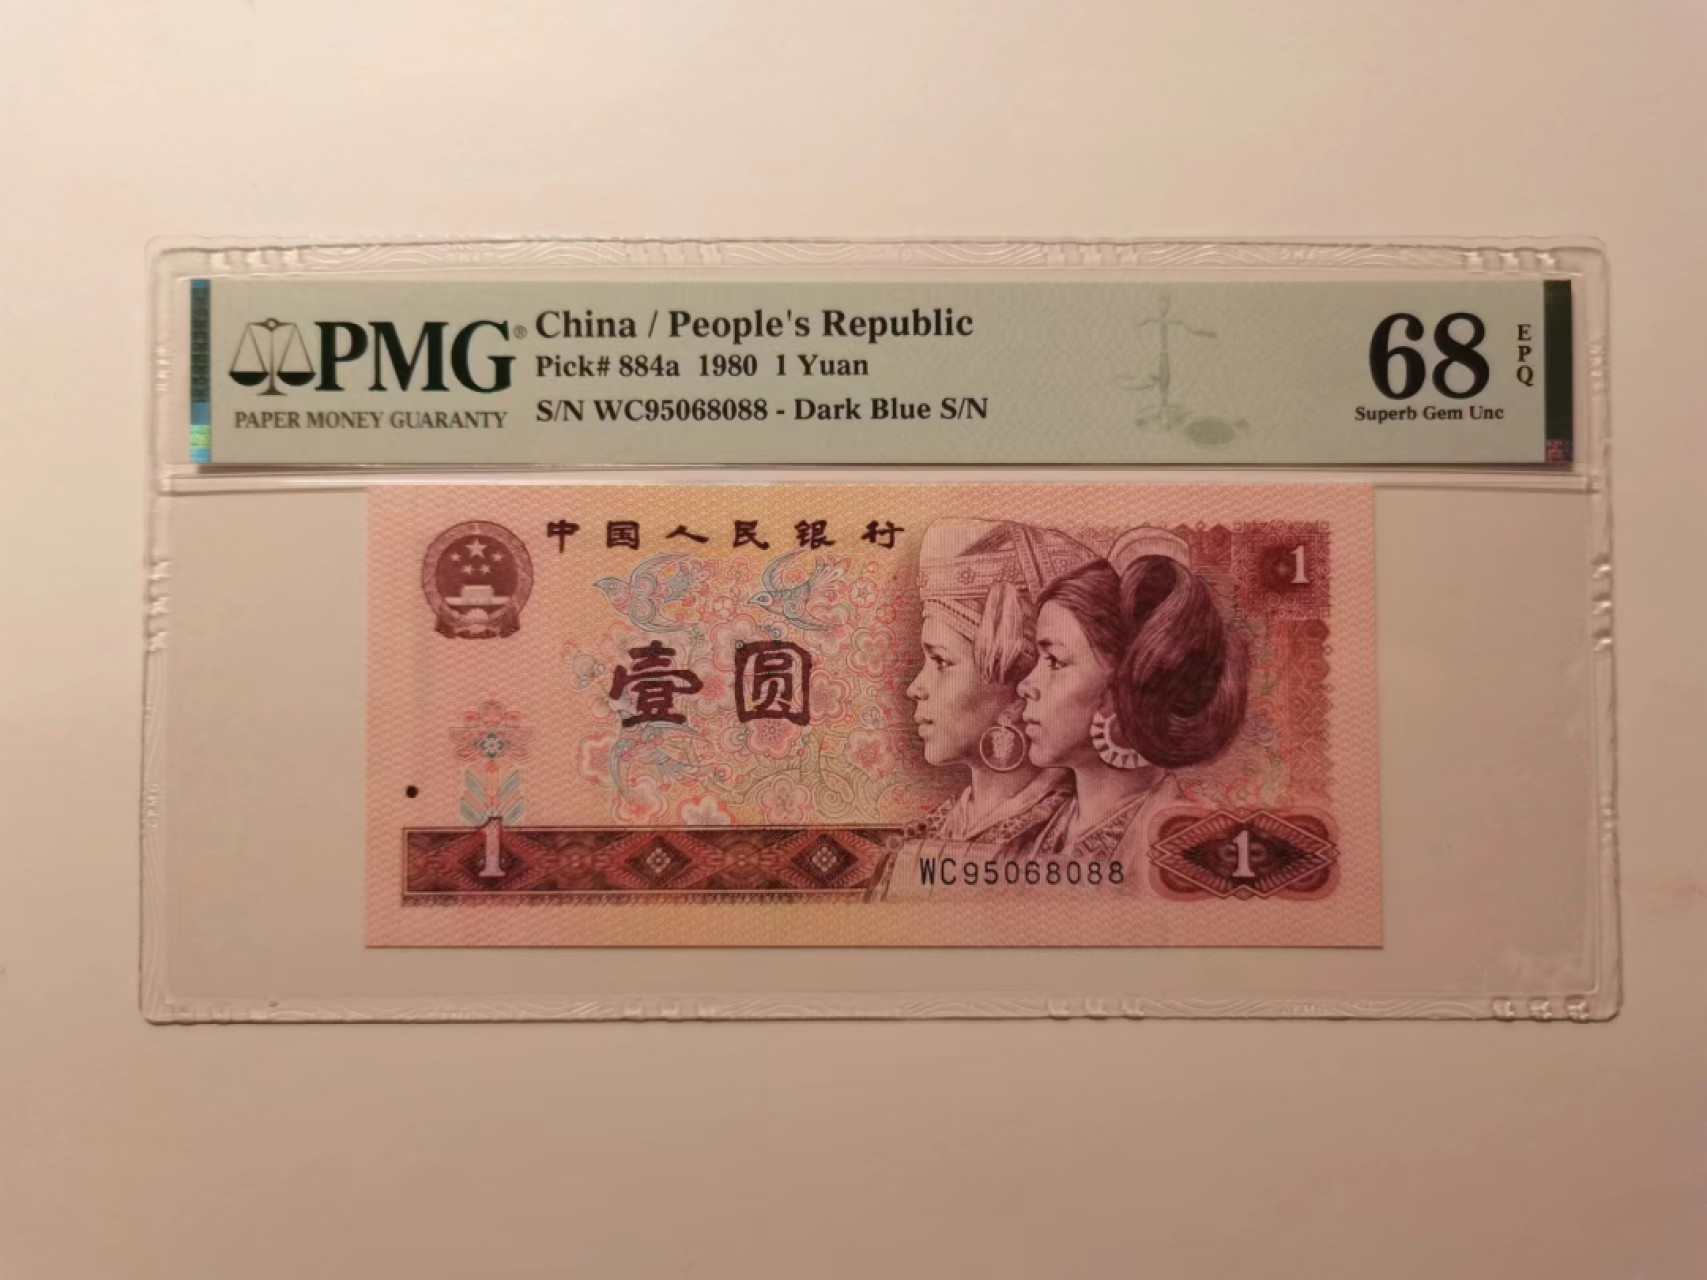 PMG®
PAPER MONEY GUARANTY
China / People's Republic
Pick# 884a 1980 1 Yuan
S/N WC95068088 - Dark Blue S/N
68
EPQ
Superb Gem Unc
中国人民银行
1
壹圆
1
WC95068088
1